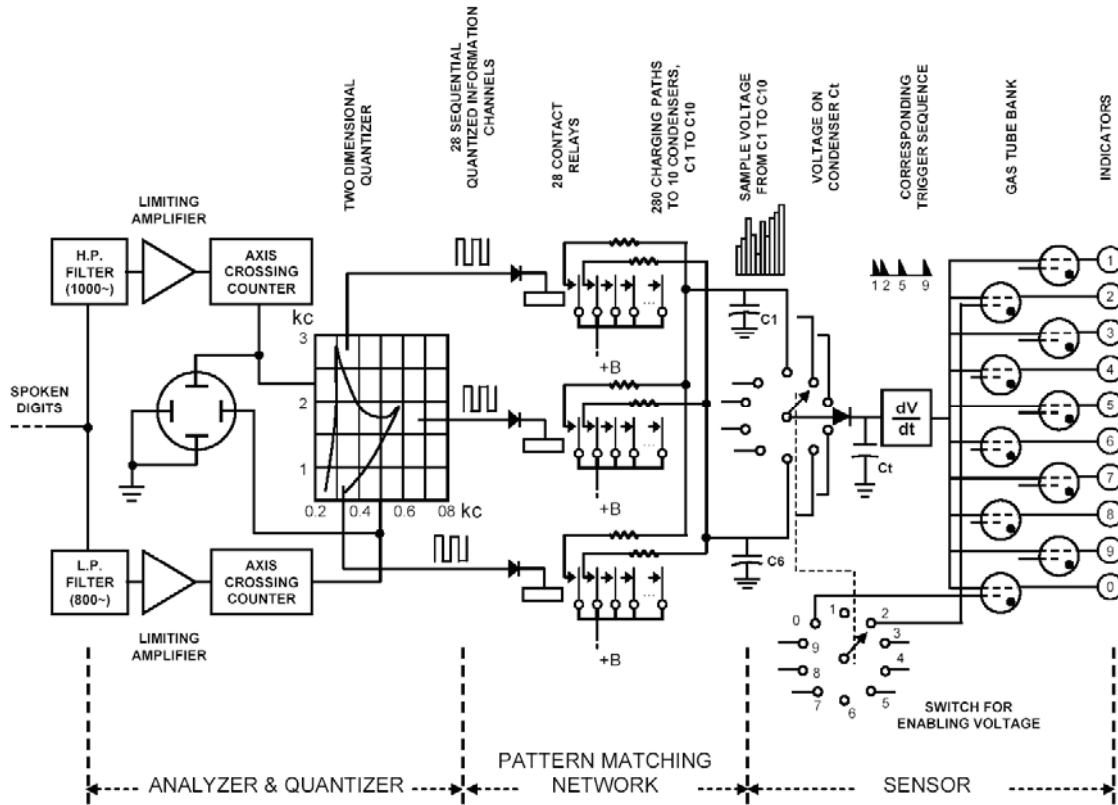 TWO DIMENSIONAL
QUANTIZER
28 SEQUENTIAL
QUANTIZED INFORMATION
CHANNELS
28 CONTACT
RELAYS
280 CHARGING PATHS
TO 10 CONDENSERS,
C1 TO C10
SAMPLE VOLTAGE
FROM C1 TO C10
VOLTAGE ON
CONDENSER Ct
CORRESPONDING
TRIGGER SEQUENCE
GAS TUBE BANK
INDICATORS
LIMITING
AMPLIFIER
H.P.
FILTER
(1000~)
AXIS
CROSSING
COUNTER
kc
3
2
1
0.2 0.4 0.6 08 kc
SPOKEN
DIGITS
L.P.
FILTER
(800~)
AXIS
CROSSING
COUNTER
LIMITING
AMPLIFIER
...
+B
...
+B
...
+B
C1
C6
1 2 5 9
dV
dt
Ct
1
2
3
4
5
6
7
8
9
0
0 1 2
9 3
8 4
7 6 5
SWITCH FOR
ENABLING VOLTAGE
ANALYZER & QUANTIZER
PATTERN MATCHING
NETWORK
SENSOR